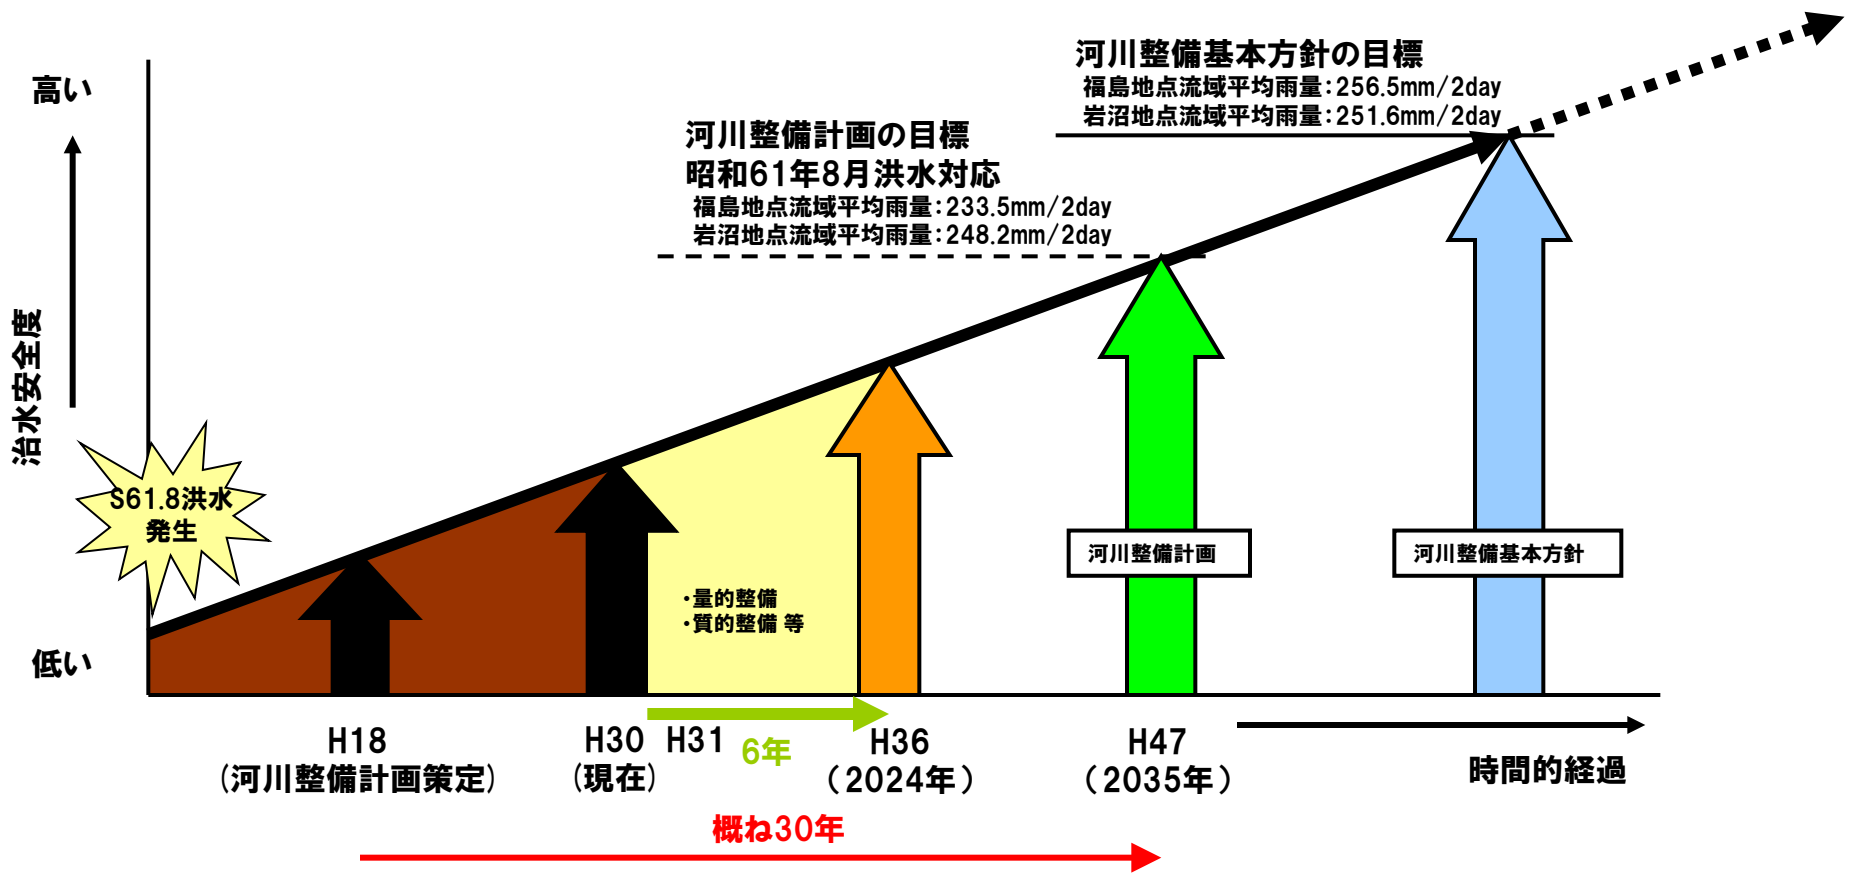 高い
治水安全度
低い
S61.8洪水
発生
河川整備計画の目標
昭和61年8月洪水対応
福島地点流域平均雨量：233.5mm/2day
岩沼地点流域平均雨量：248.2mm/2day
河川整備基本方針の目標
福島地点流域平均雨量：256.5mm/2day
岩沼地点流域平均雨量：251.6mm/2day
・量的整備
・質的整備 等
河川整備計画
河川整備基本方針
H18
（河川整備計画策定）
H30
（現在）
H31
6年
H36
（2024年）
H47
（2035年）
時間的経過
概ね30年